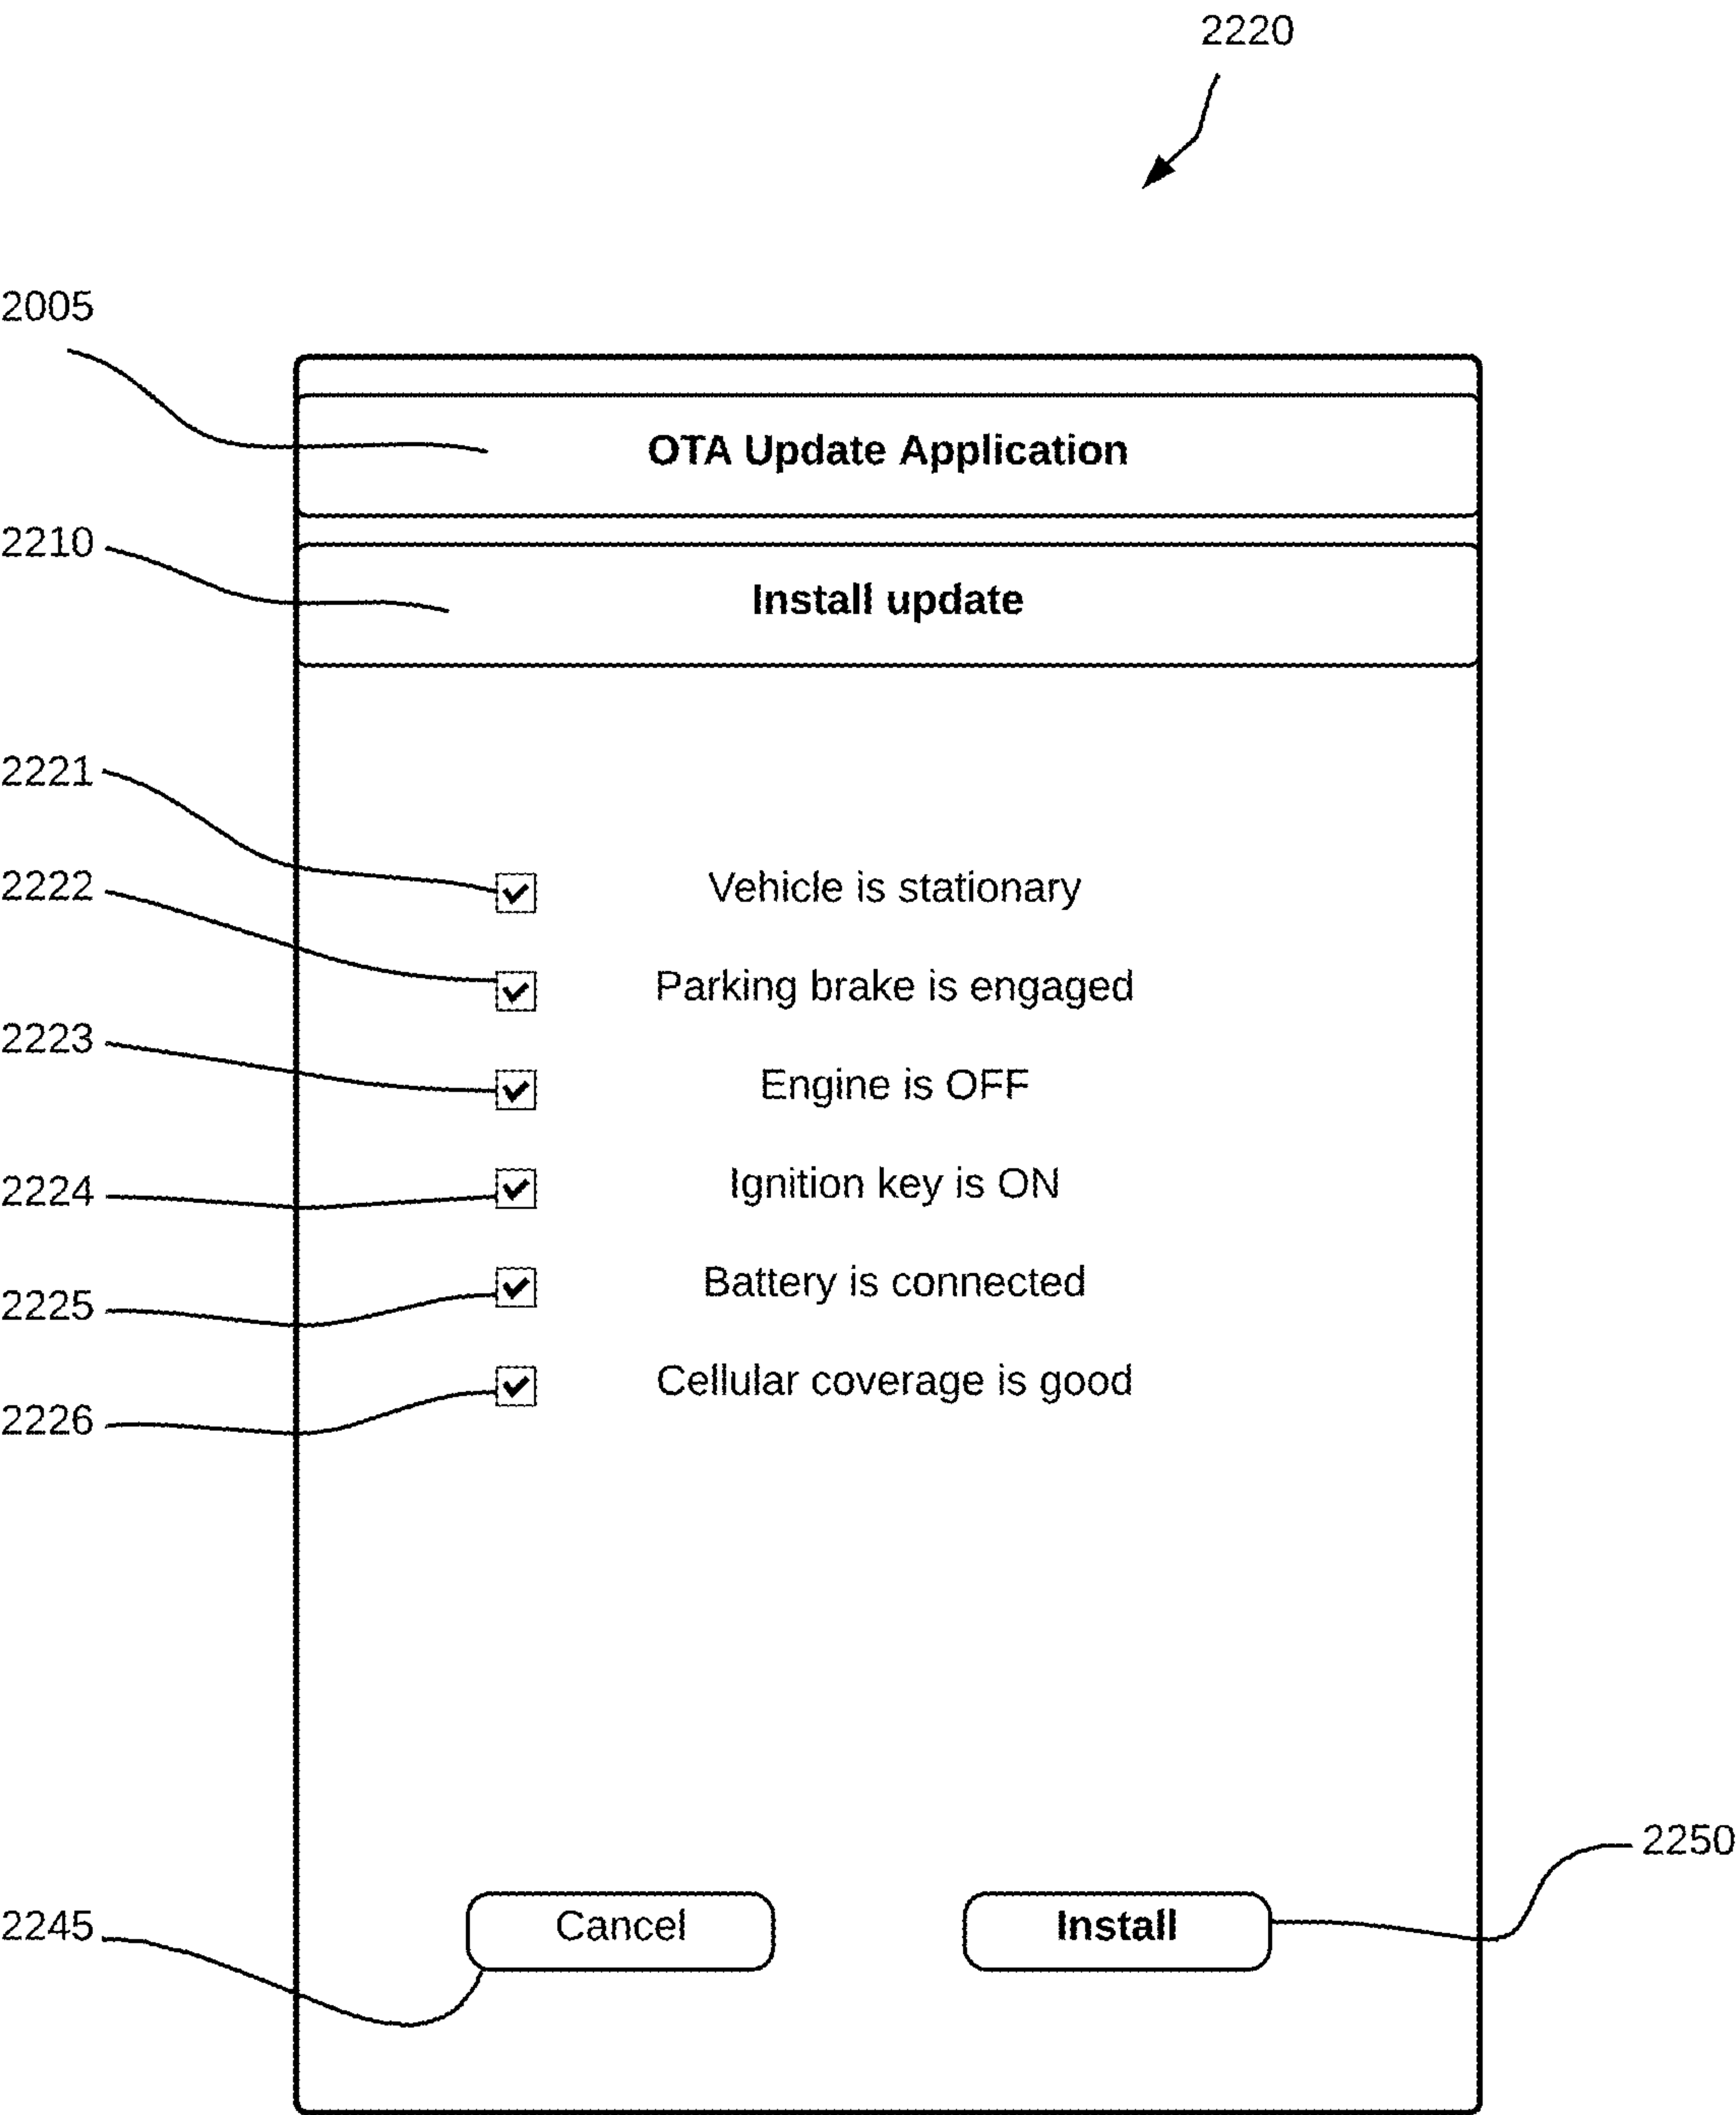 2220
2005
OTA Update Application
2210
Install update
2221
Vehicle is stationary
2222
Parking brake is engaged
2223
Engine is OFF
2224
Ignition key is ON
2225
Battery is connected
2226
Cellular coverage is good
2250
2245
Cancel
Install